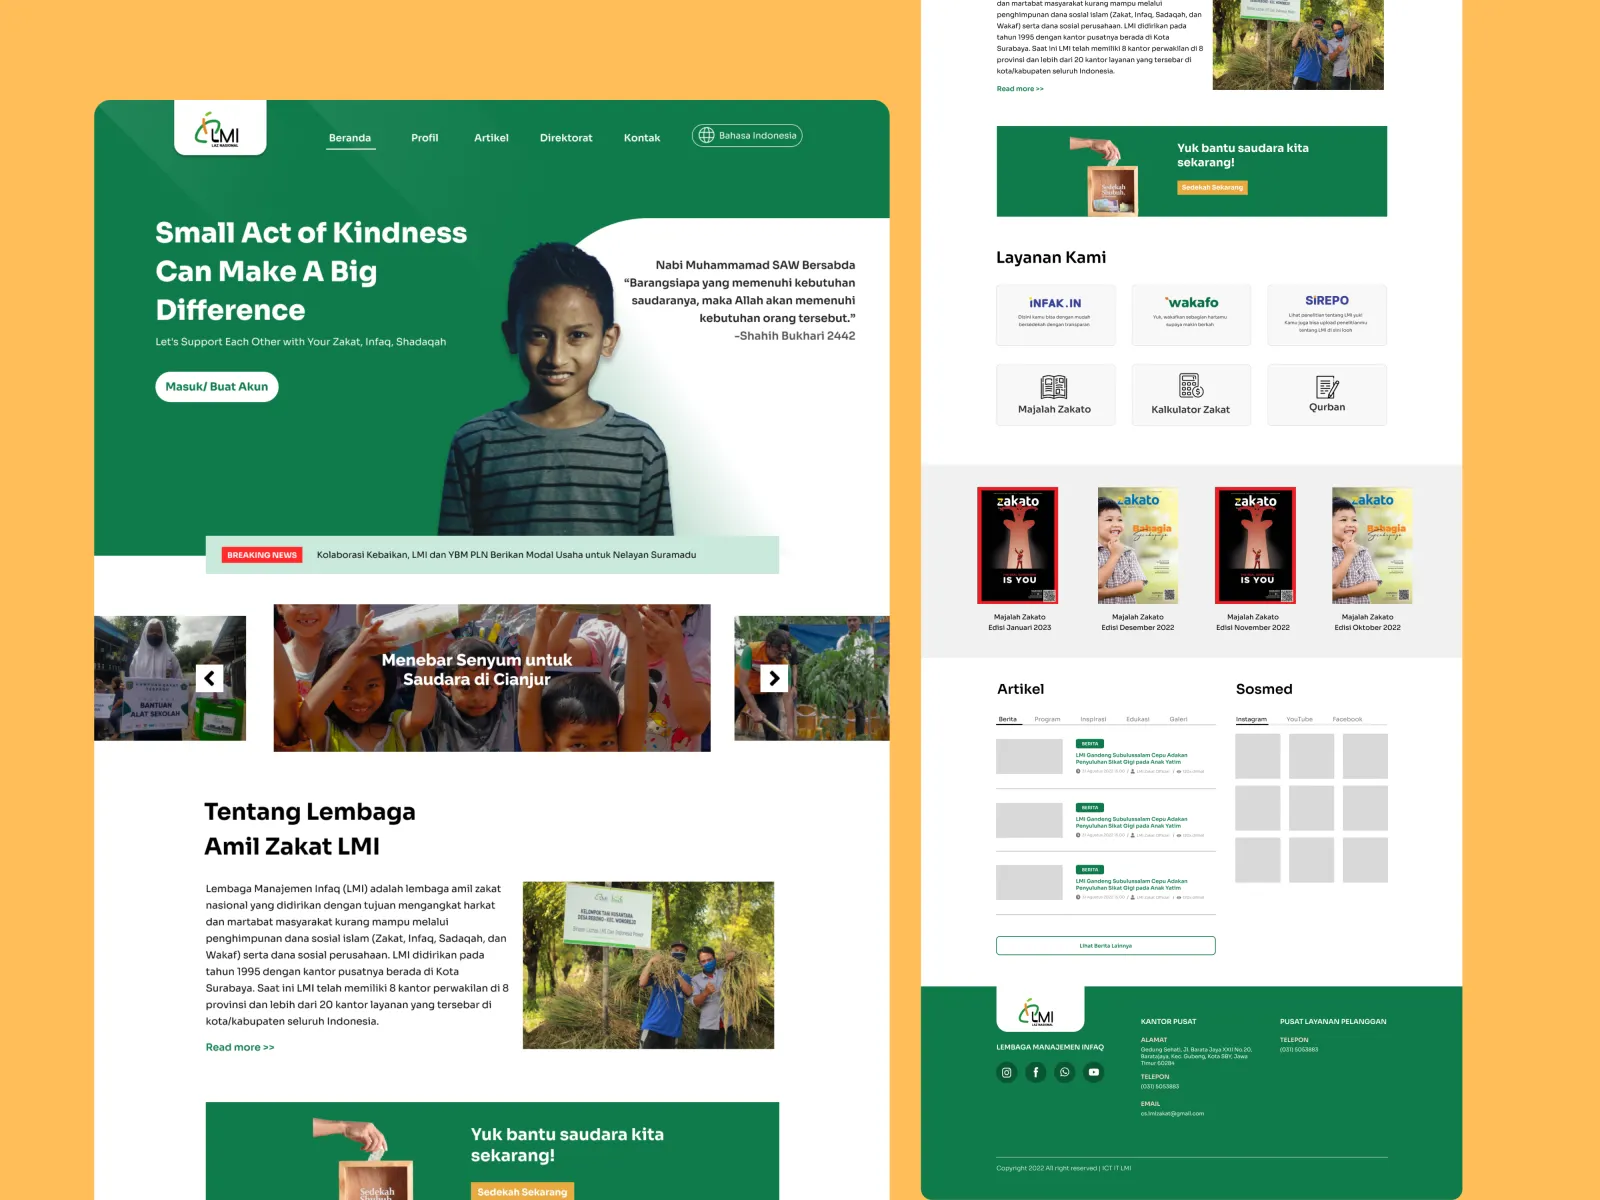 LMI
LAZ NASIONAL
Beranda
Profil
Artikel
Direktorat
Kontak
Bahasa Indonesia
Small Act of Kindness
Can Make A Big
Difference
Let's Support Each Other with Your Zakat, Infaq, Shadaqah
Masuk/ Buat Akun
Nabi Muhammamad SAW Bersabda
“Barangsiapa yang memenuhi kebutuhan
saudaranya, maka Allah akan memenuhi
kebutuhan orang tersebut.”
-Shahih Bukhari 2442
BREAKING NEWS
Kolaborasi Kebaikan, LMI dan YBM PLN Berikan Modal Usaha untuk Nelayan Suramadu
BANTUAN
ALAT SEKOLAH
Menebar Senyum untuk
Saudara di Cianjur
Tentang Lembaga
Amil Zakat LMI
Lembaga Manajemen Infaq (LMI) adalah lembaga amil zakat
nasional yang didirikan dengan tujuan mengangkat harkat
dan martabat masyarakat kurang mampu melalui
penghimpunan dana sosial islam (Zakat, Infaq, Sadaqah, dan
Wakaf) serta dana sosial perusahaan. LMI didirikan pada
tahun 1995 dengan kantor pusatnya berada di Kota
Surabaya. Saat ini LMI telah memiliki 8 kantor perwakilan di 8
provinsi dan lebih dari 20 kantor layanan yang tersebar di
kota/kabupaten seluruh Indonesia.
Read more >>
Yuk bantu saudara kita
sekarang!
Sedekah Sekarang
Sedekah
dan martabat masyarakat kurang mampu melalui
penghimpunan dana sosial islam (Zakat, Infaq, Sadaqah, dan
Wakaf) serta dana sosial perusahaan. LMI didirikan pada
tahun 1995 dengan kantor pusatnya berada di Kota
Surabaya. Saat ini LMI telah memiliki 8 kantor perwakilan di 8
provinsi dan lebih dari 20 kantor layanan yang tersebar di
kota/kabupaten seluruh Indonesia.
Read more >>
Sedekah
Shubuh,
Yuk bantu saudara kita
sekarang!
Sedekah Sekarang
Layanan Kami
iNFAK.IN
Disini kamu bisa dengan mudah
bersedekah dengan transparan
wakafo
Yuk, wakafkan sebagian hartamu
supaya makin berkah
SiREPO
Lihat penelitian tentang LMI yuk!
Kamu juga bisa upload penelitianmu
tentang LMI di sini looh
Majalah Zakato
Kalkulator Zakat
Qurban
zakato
IS YOU
zakato
Bahagia
zakato
IS YOU
zakato
Bahagia
Majalah Zakato
Edisi Januari 2023
Majalah Zakato
Edisi Desember 2022
Majalah Zakato
Edisi November 2022
Majalah Zakato
Edisi Oktober 2022
Artikel
Berita
Program
Inspirasi
Edukasi
Galeri
BERITA
LMI Gandeng Subulussalam Cepu Adakan
Penyuluhan Sikat Gigi pada Anak Yatim
BERITA
LMI Gandeng Subulussalam Cepu Adakan
Penyuluhan Sikat Gigi pada Anak Yatim
BERITA
LMI Gandeng Subulussalam Cepu Adakan
Penyuluhan Sikat Gigi pada Anak Yatim
Lihat Berita Lainnya
Sosmed
Instagram
YouTube
Facebook
LMI
LAZ NASIONAL
LEMBAGA MANAJEMEN INFAQ
KANTOR PUSAT
ALAMAT
Gedung Sehati, Jl. Barata Jaya XXII No.20,
Baratajaya, Kec. Gubeng, Kota SBY, Jawa
Timur 60284
TELEPON
(031) 5053883
EMAIL
cs.lmizakat@gmail.com
PUSAT LAYANAN PELANGGAN
TELEPON
(031) 5053883
Copyright 2022 All right reserved | ICT IT LMI